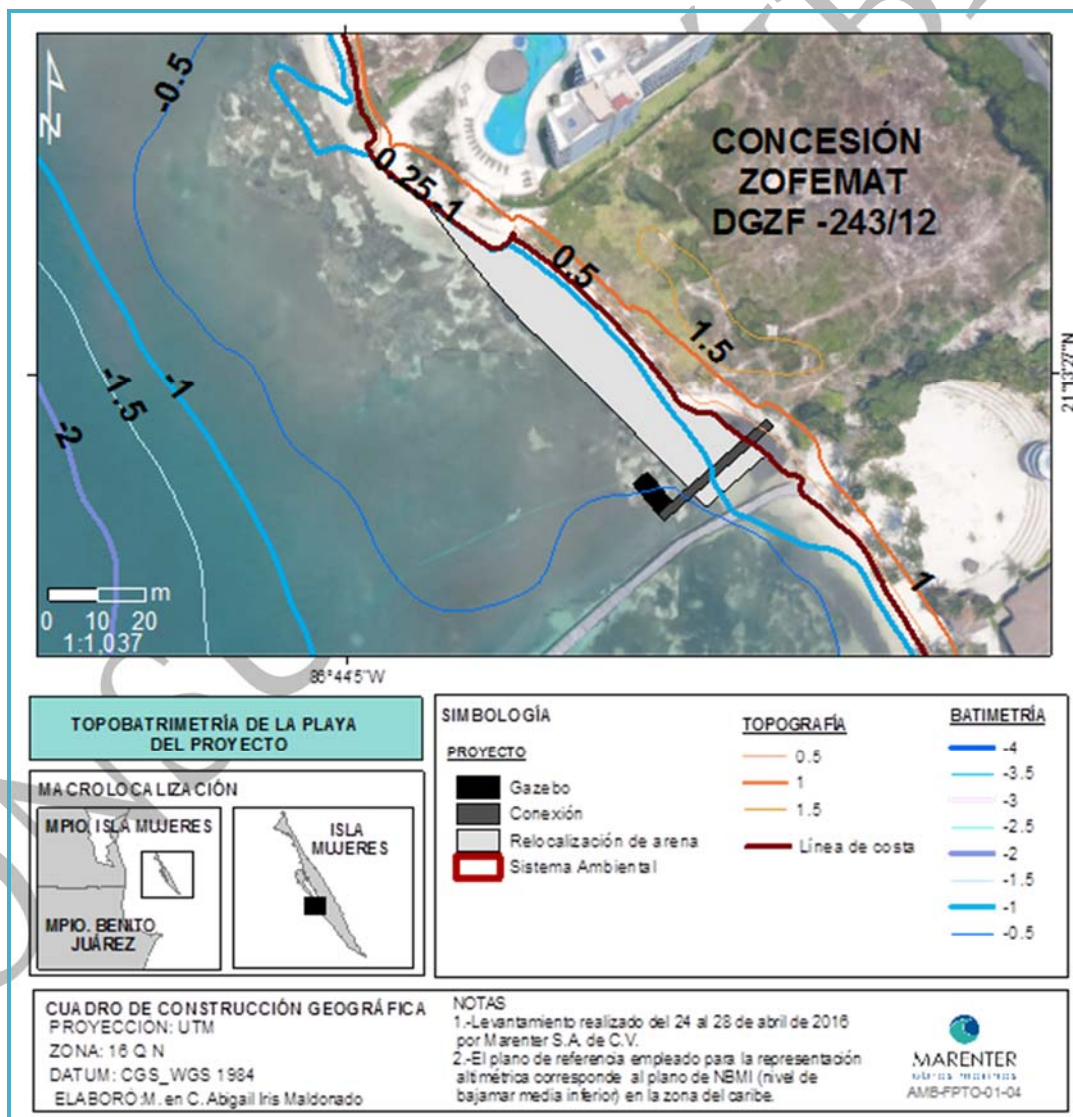 N
-0.5
0.25
-1
CONCESIÓN
ZOFEMAT
DGZF -243/12
0.5
1.5
-1
-1.5
-2
1
m
0 10 20
1:1,037
21°13'27"N
86°44'5"W
TOPOBATRIMETRÍA DE LA PLAYA
DEL PROYECTO
MACROLOCALIZACIÓN
MPIO. ISLA MUJERES
MPIO. BENITO
JUÁREZ
ISLA
MUJERES
SIMBOLOGÍA
PROYECTO
Gazebo
Conexión
Relocalización de arena
Sistema Ambiental
TOPOGRAFÍA
0.5
1
1.5
Línea de costa
BATIMETRÍA
-4
-3.5
-3
-2.5
-2
-1.5
-1
-0.5
CUADRO DE CONSTRUCCIÓN GEOGRÁFICA
PROYECCION: UTM
ZONA: 16 Q N
DATUM: CGS_WGS 1984
ELABORÓ:M. en C. Abigail Iris Maldonado
NOTAS
1.-Levantamiento realizado del 24 al 28 de abril de 2016
por Marenter S.A. de C.V.
2.-El plano de referencia empleado para la representación
altimétrica corresponde al plano de NBMI (nivel de
bajamar media inferior) en la zona del caribe.
MARENTER
AMB-FPTO-01-04